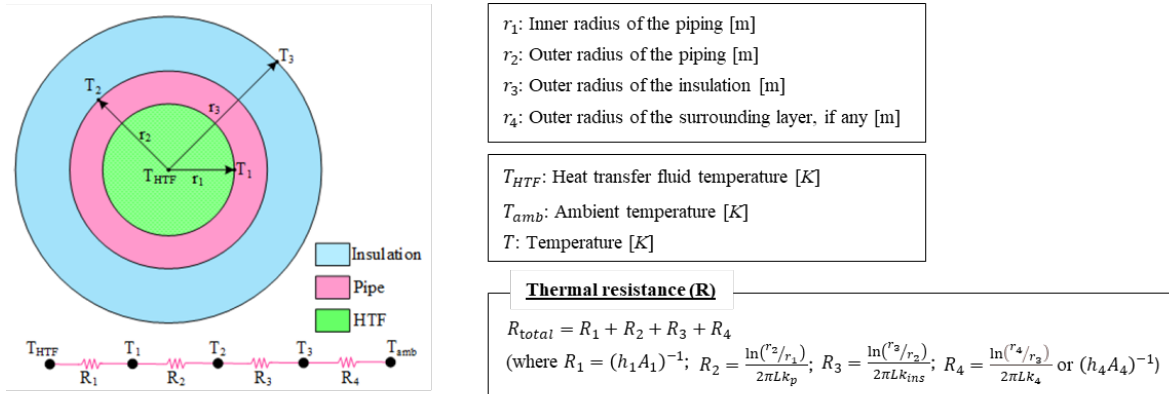 T₃
T₂
r₃
r₂
T₁
T_HTF
r₁
Insulation
Pipe
HTF
T_HTF T₁ T₂ T₃ T_amb
R₁ R₂ R₃ R₄
r₁: Inner radius of the piping [m]
r₂: Outer radius of the piping [m]
r₃: Outer radius of the insulation [m]
r₄: Outer radius of the surrounding layer, if any [m]
T_HTF: Heat transfer fluid temperature [K]
T_amb: Ambient temperature [K]
T: Temperature [K]
Thermal resistance (R)
R_total = R₁ + R₂ + R₃ + R₄
(where R₁ = (h₁A₁)⁻¹; R₂ = ln(r₂/r₁)/2πLk_p; R₃ = ln(r₃/r₂)/2πLk_ins; R₄ = ln(r₄/r₃)/2πLk₄ or (h₄A₄)⁻¹)